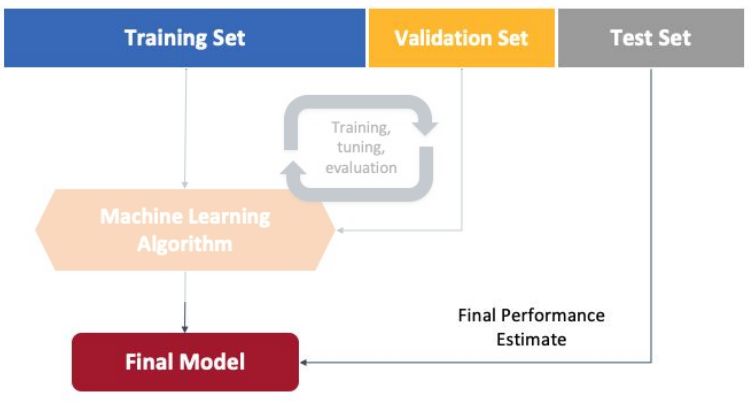 Training Set
Validation Set
Test Set
Training,
tuning,
evaluation
Machine Learning
Algorithm
Final Performance
Estimate
Final Model